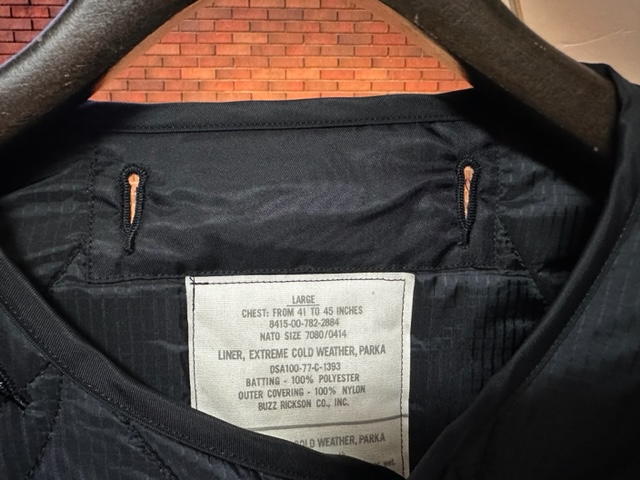 LARGE
CHEST: FROM 41 TO 45 INCHES
8415-00-782-2884
NATO SIZE 7080/0414
LINER, EXTREME COLD WEATHER, PARKA
DSA100-77-C-1393
BATTING - 100% POLYESTER
OUTER COVERING - 100% NYLON
BUZZ RICKSON CO., INC.
COLD WEATHER, PARKA